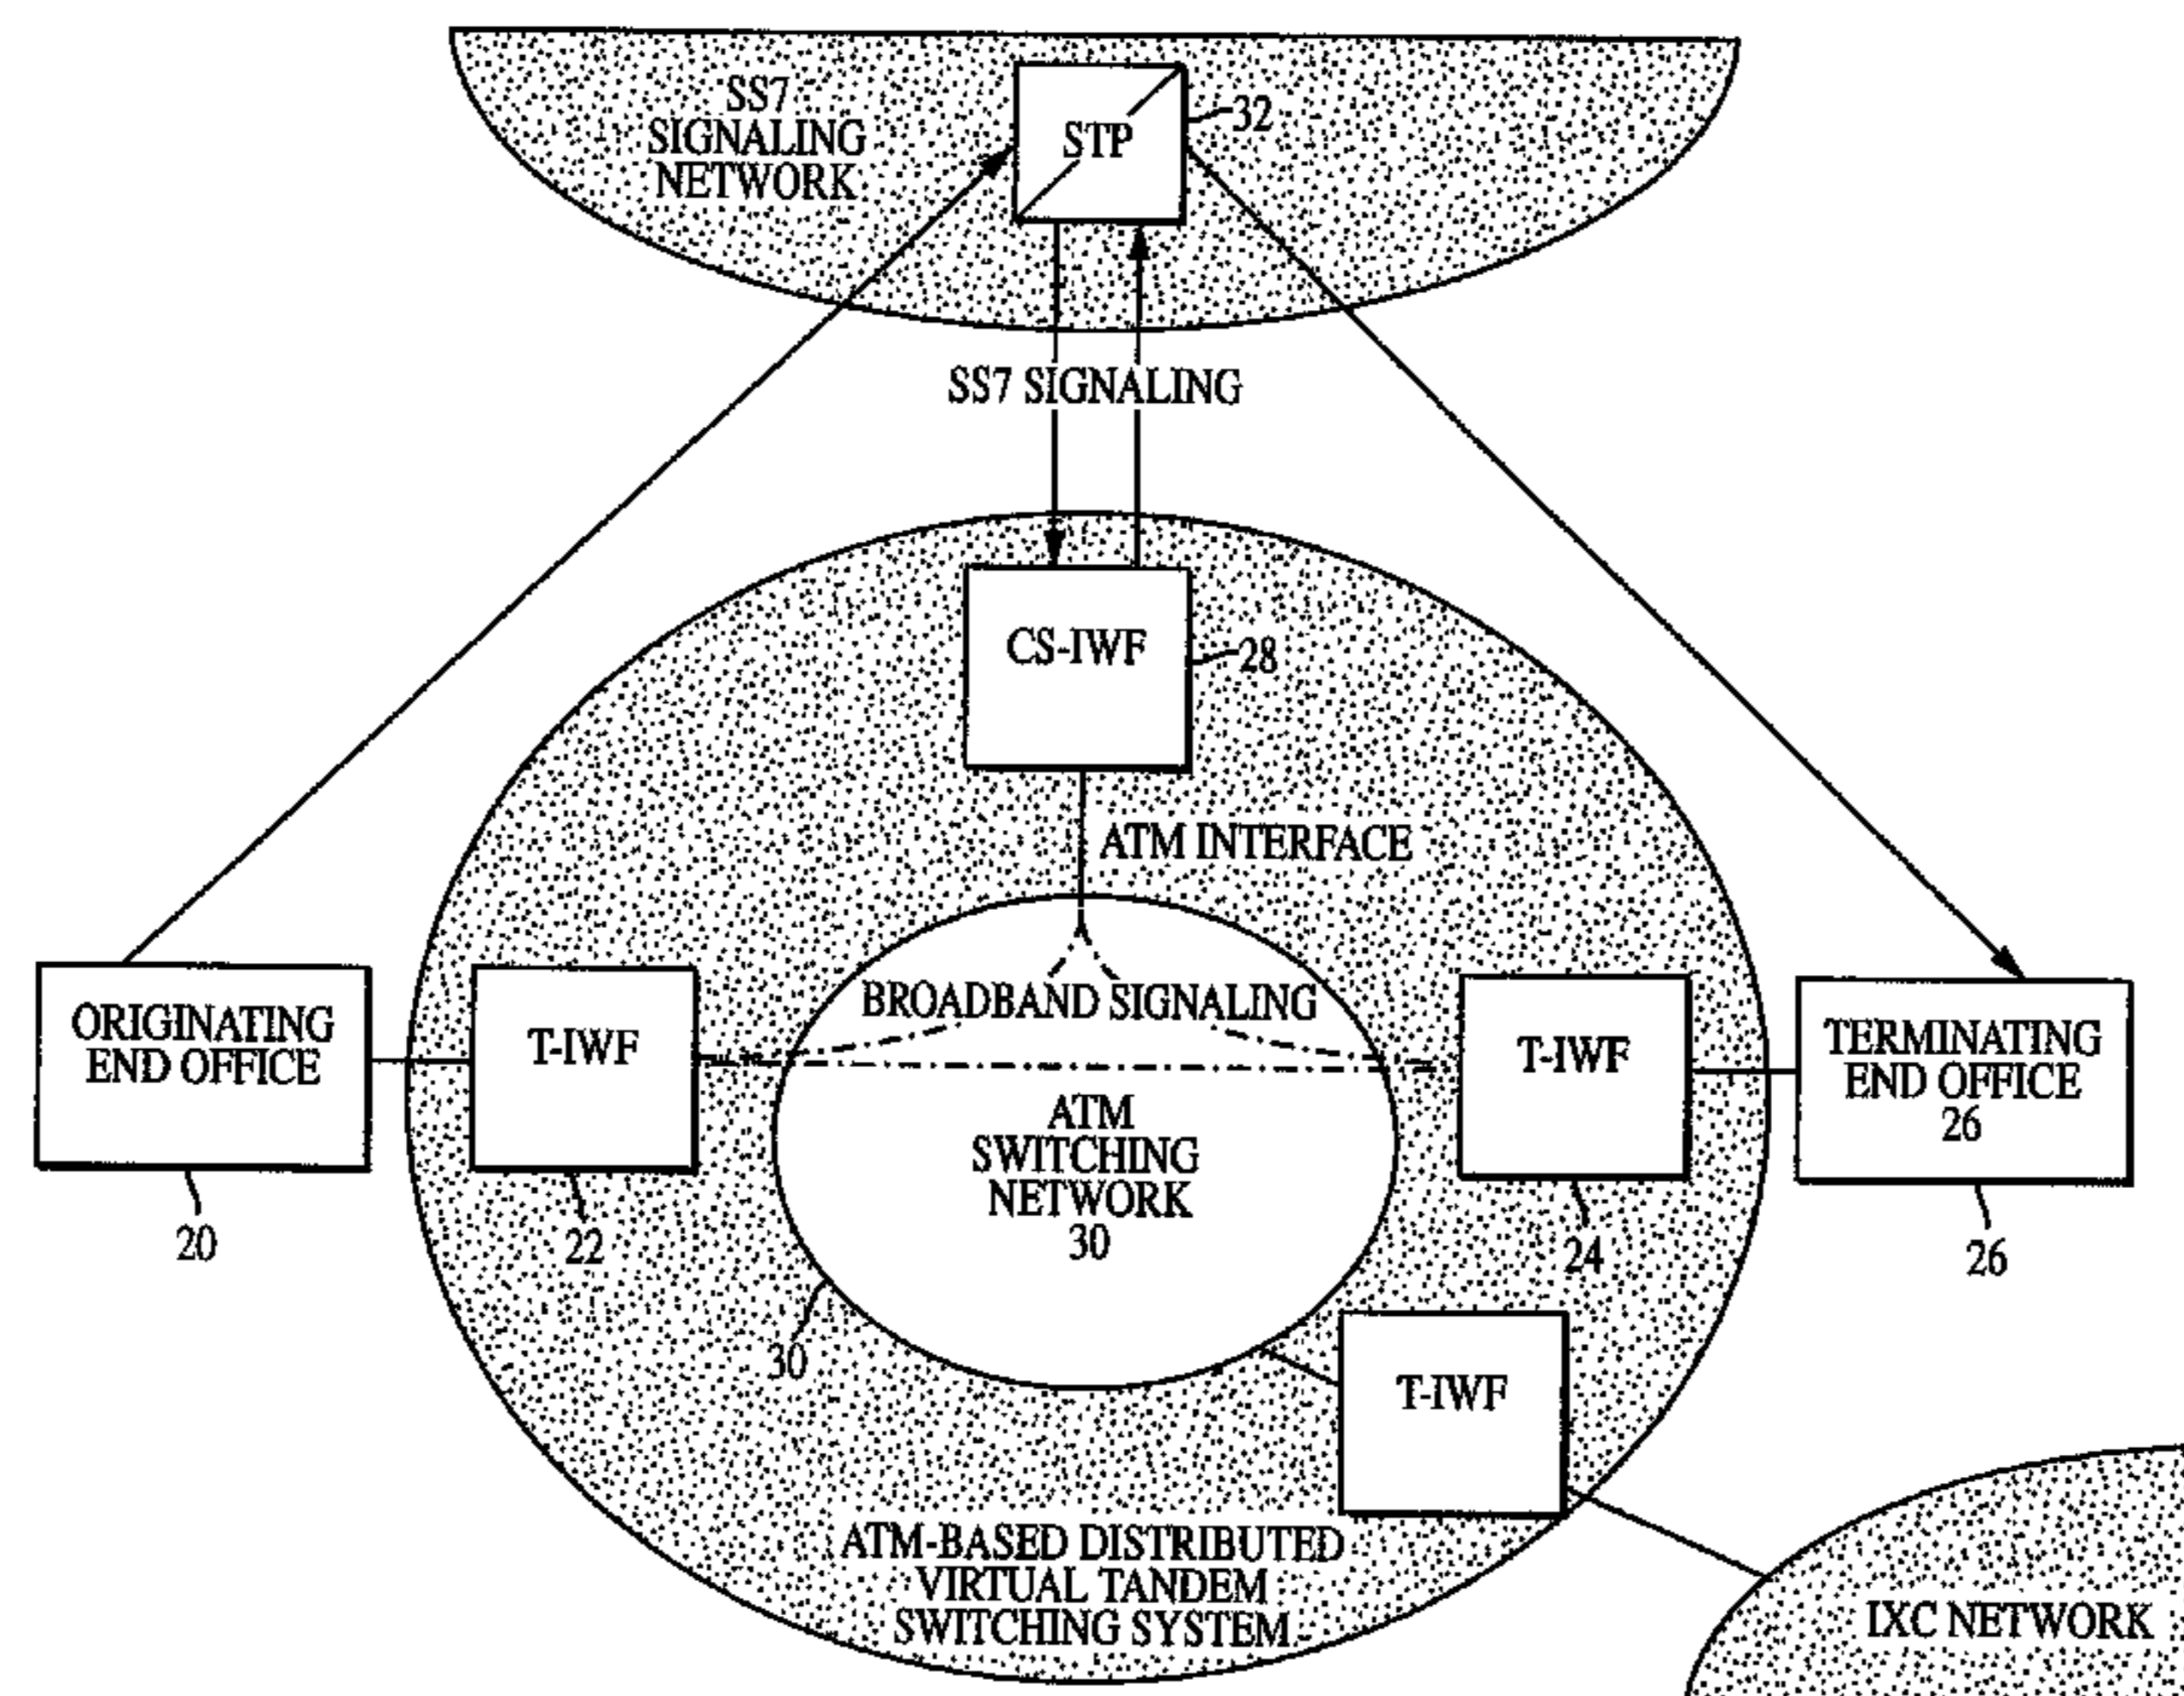 SS7
SIGNALING
NETWORK
STP
32
SS7 SIGNALING
CS-IWF
28
ATM INTERFACE
BROADBAND SIGNALING
ORIGINATING
END OFFICE
20
T-IWF
22
T-IWF
24
TERMINATING
END OFFICE
26
26
ATM
SWITCHING
NETWORK
30
30
T-IWF
ATM-BASED DISTRIBUTED
VIRTUAL TANDEM
SWITCHING SYSTEM
IXC NETWORK